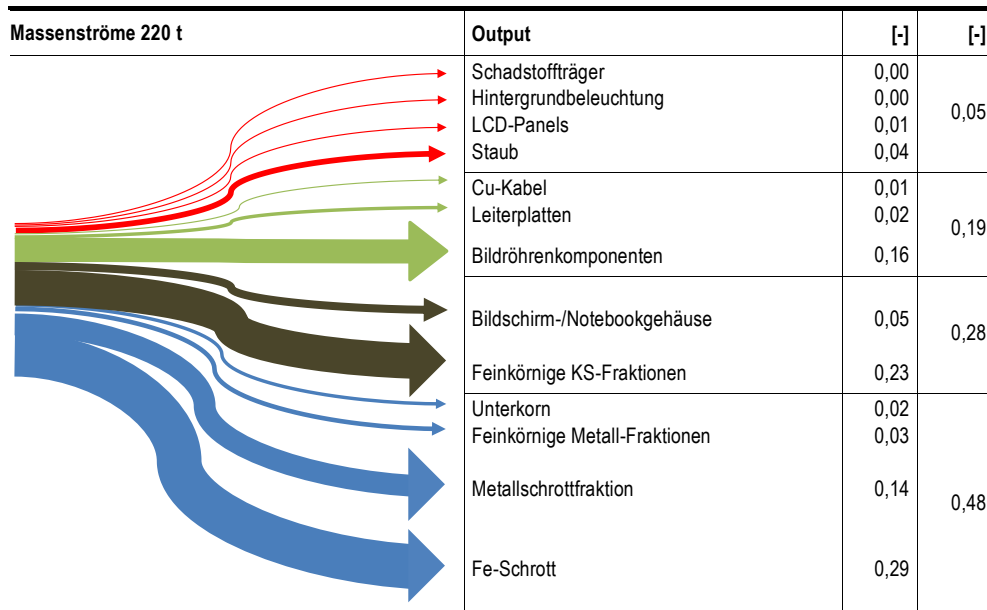 Massenströme 220 t Output [-] [-]
Schadstoffträger 0,00
Hintergrundbeleuchtung 0,00
0,05
LCD-Panels 0,01
Staub 0,04
Cu-Kabel 0,01
Leiterplatten 0,02
0,19
Bildröhrenkomponenten 0,16
Bildschirm-/Notebookgehäuse 0,05
0,28
Feinkörnige KS-Fraktionen 0,23
Unterkorn 0,02
Feinkörnige Metall-Fraktionen 0,03
Metallschrottfraktion 0,14
0,48
Fe-Schrott 0,29